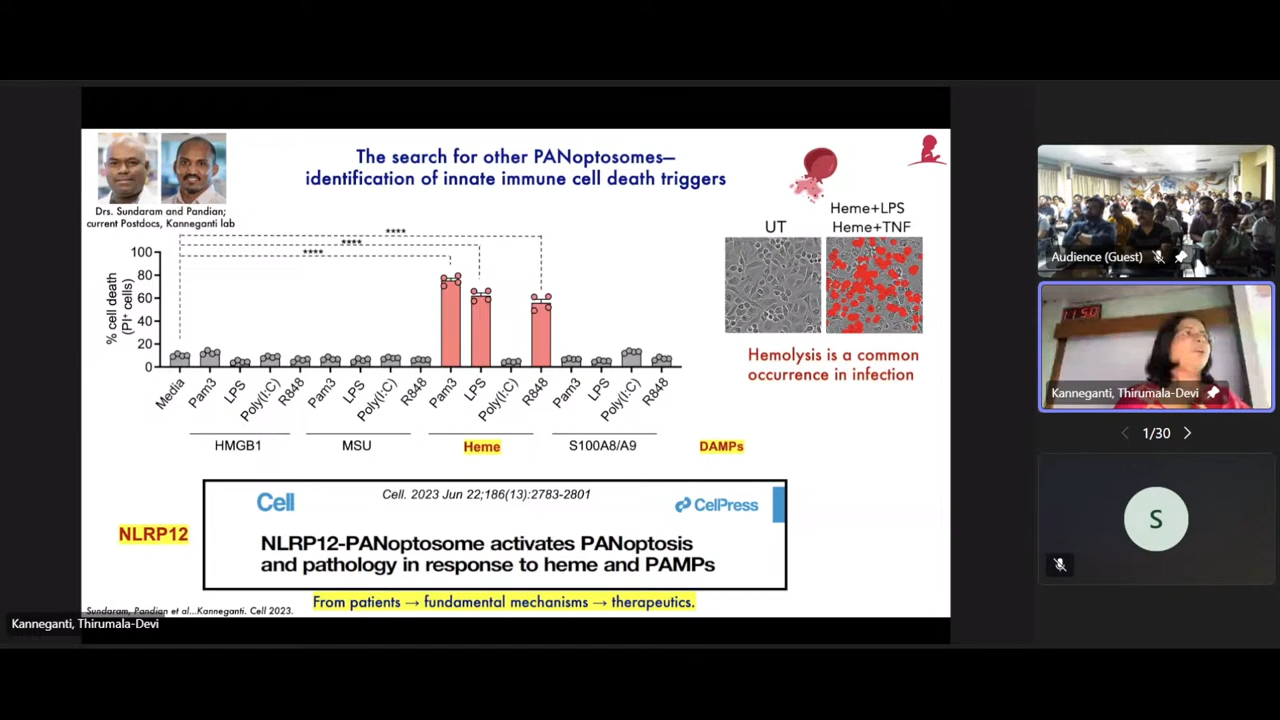 The search for other PANoptosomes—
identification of innate immune cell death triggers
Drs. Sundaram and Pandian;
current Postdocs, Kanneganti lab
% cell death
(PI⁺ cells)
100
80
60
40
20
0
****
****
****
Media
Pam3
LPS
Poly(I:C)
R848
Pam3
LPS
Poly(I:C)
R848
Pam3
LPS
Poly(I:C)
R848
Pam3
LPS
Poly(I:C)
R848
HMGB1
MSU
Heme
S100A8/A9
DAMPs
UT
Heme+LPS
Heme+TNF
Hemolysis is a common
occurrence in infection
NLRP12
Cell
Cell. 2023 Jun 22;186(13):2783-2801
CelPress
NLRP12-PANoptosome activates PANoptosis
and pathology in response to heme and PAMPs
From patients → fundamental mechanisms → therapeutics.
Sundaram, Pandian et al...Kanneganti. Cell 2023.
Kanneganti, Thirumala-Devi
Audience (Guest)
11:50
Kanneganti, Thirumala-Devi
1/30
S